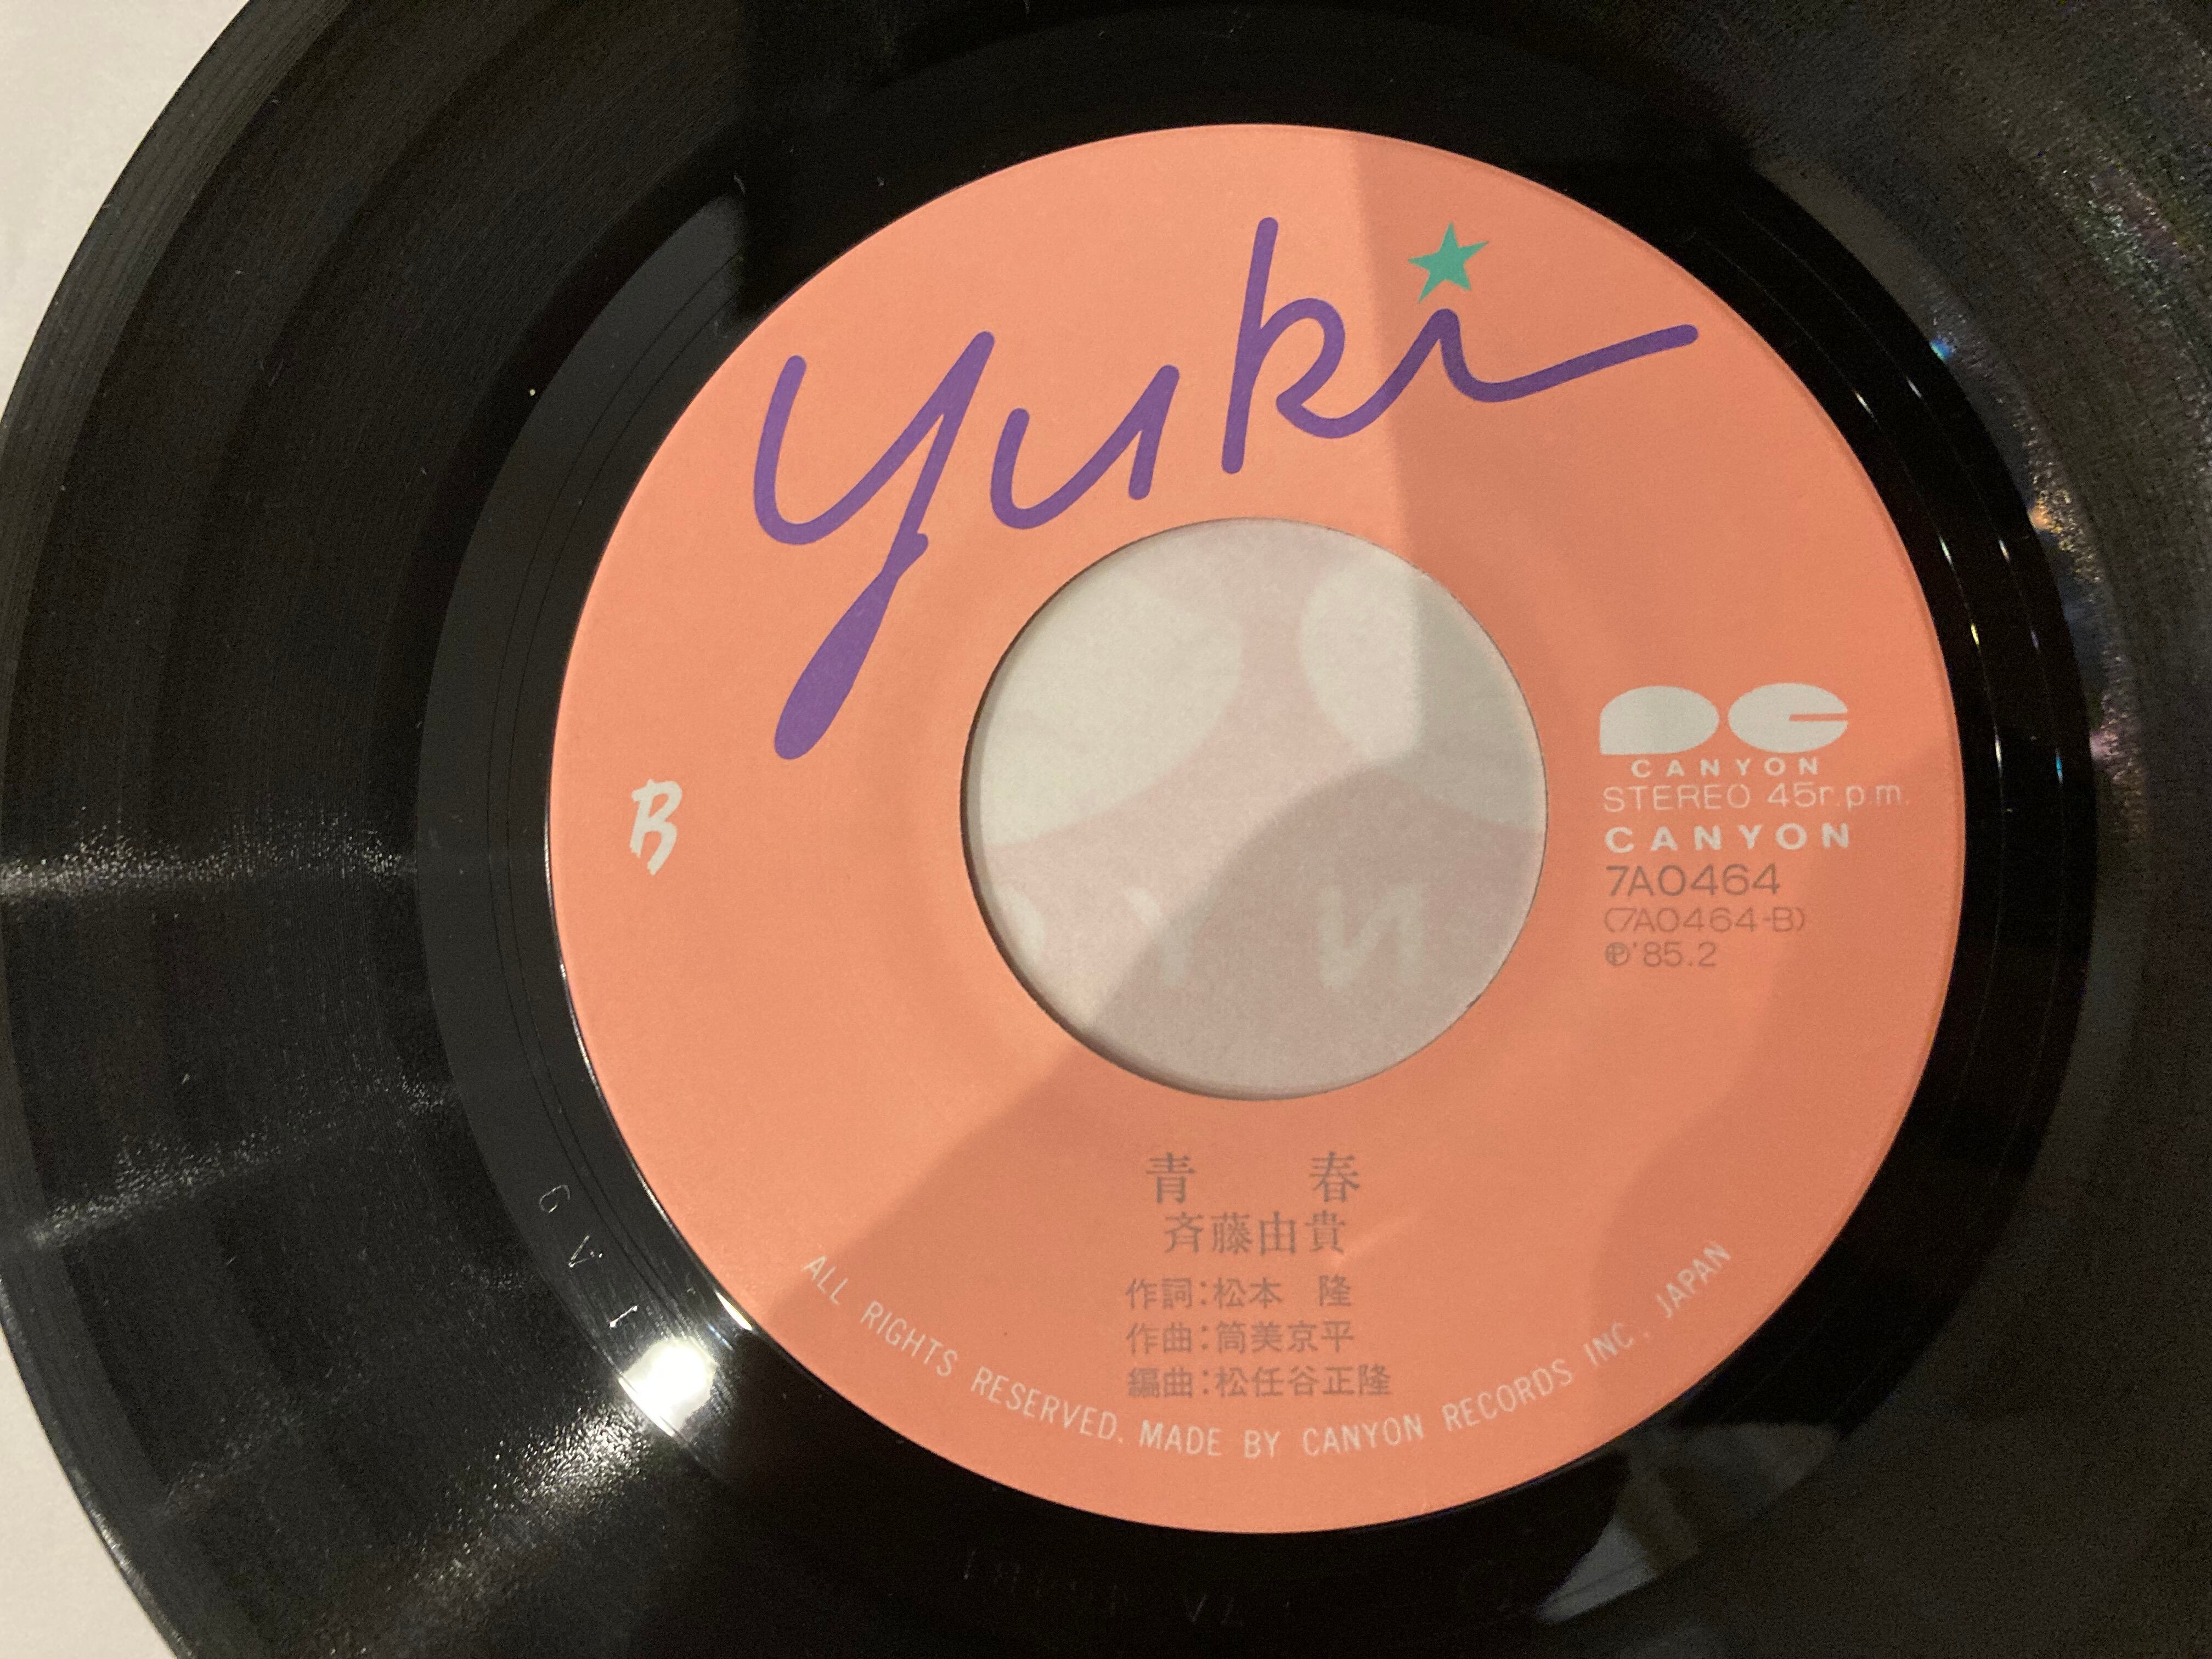 yuki
B
PC
CANYON
STEREO 45r.p.m.
CANYON
7A0464
(7A0464-B)
Ⓟ'85.2
青 春
斉藤由貴
作詞:松本 隆
作曲:筒美京平
編曲:松任谷正隆
ALL RIGHTS RESERVED. MADE BY CANYON RECORDS INC., JAPAN